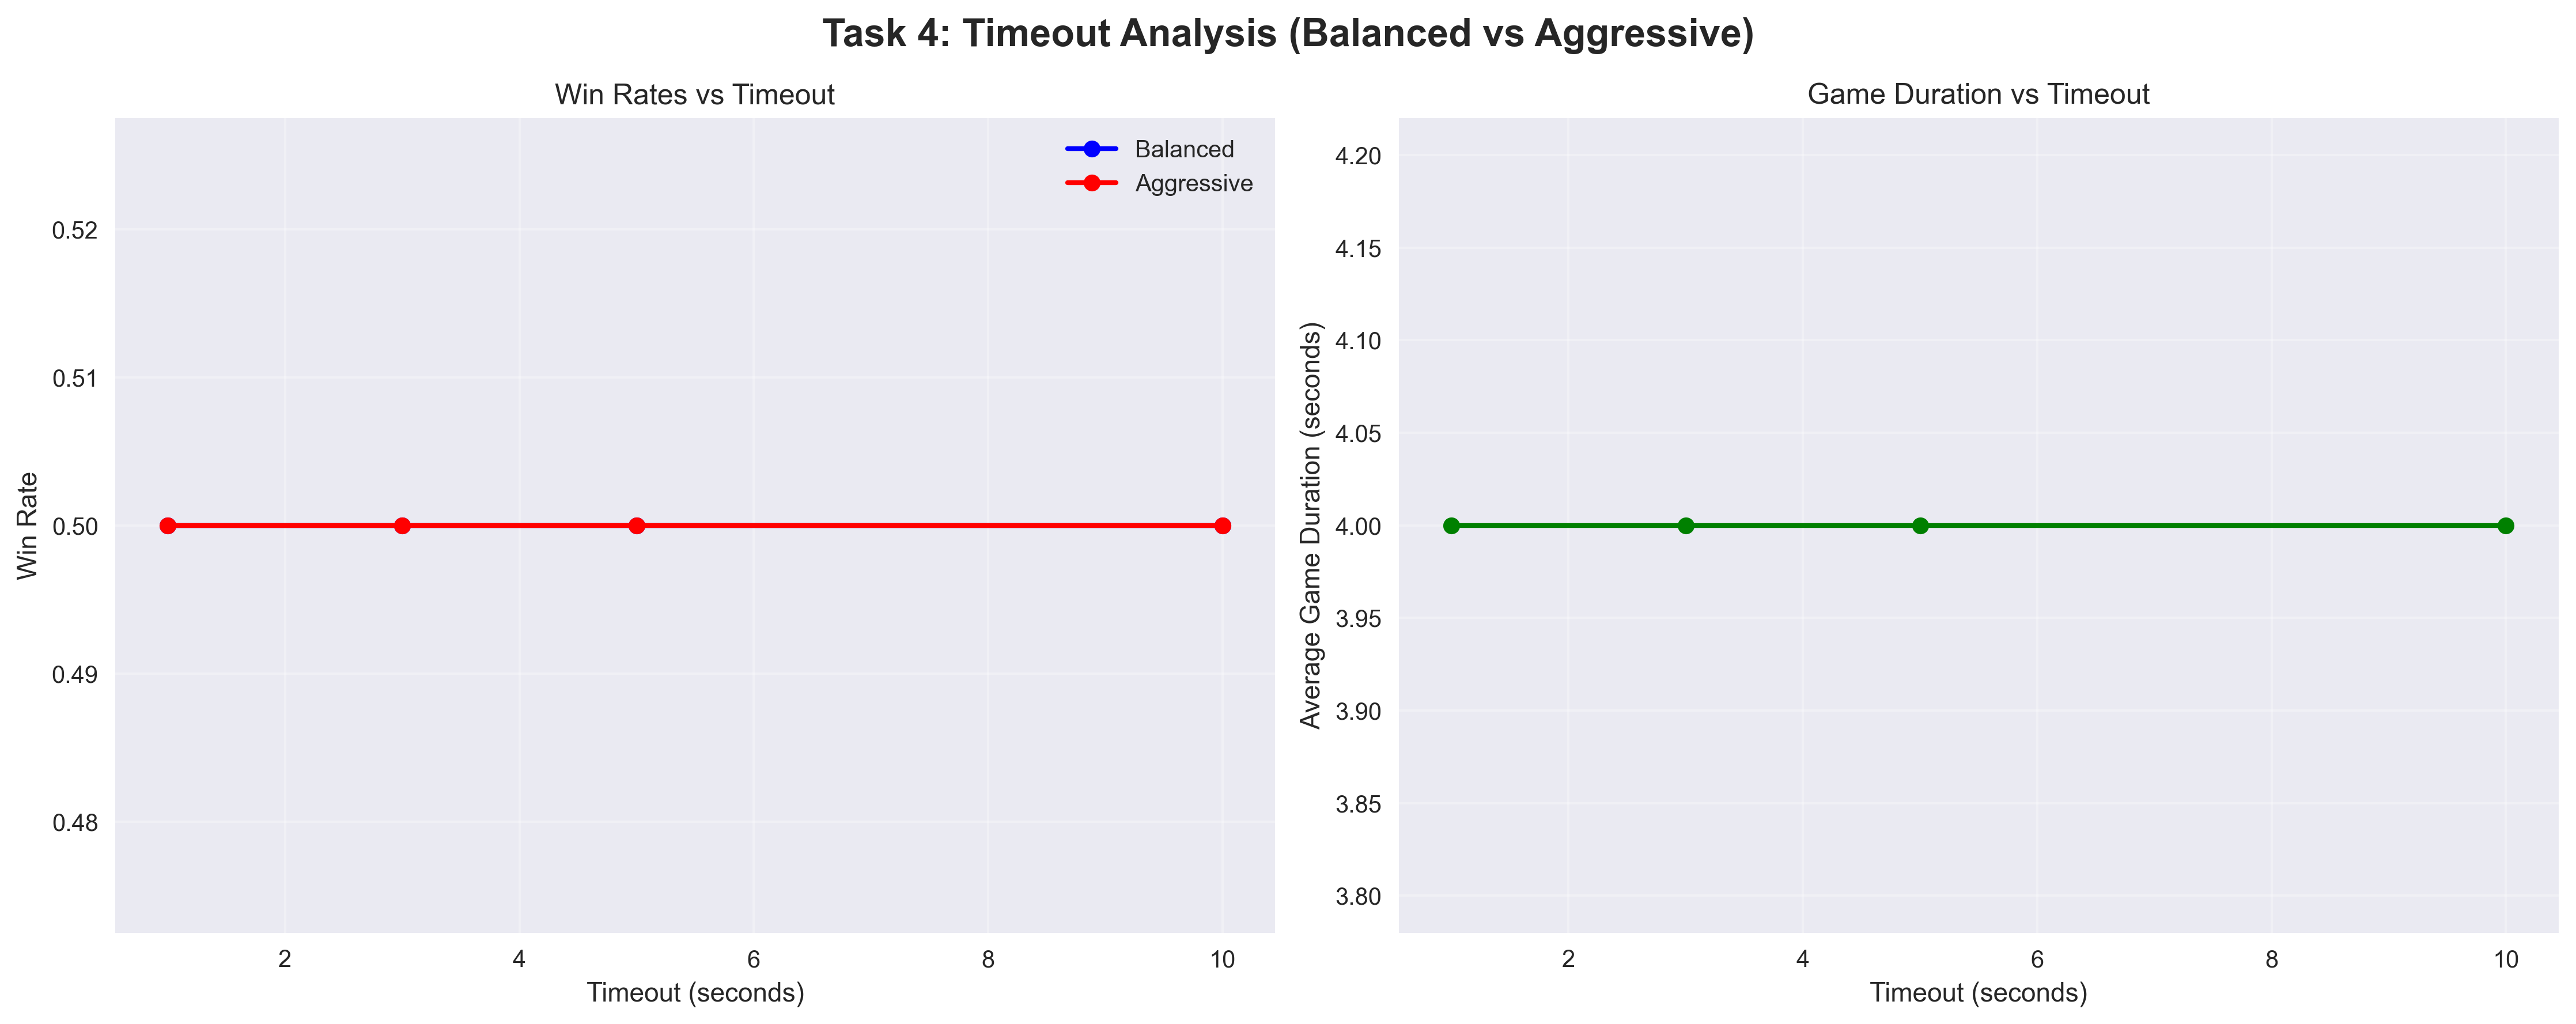 Task 4: Timeout Analysis (Balanced vs Aggressive)
Win Rates vs Timeout
Balanced
Aggressive
0.52
0.51
0.50
0.49
0.48
Win Rate
2 4 6 8 10
Timeout (seconds)
Game Duration vs Timeout
4.20
4.15
4.10
4.05
4.00
3.95
3.90
3.85
3.80
Average Game Duration (seconds)
2 4 6 8 10
Timeout (seconds)